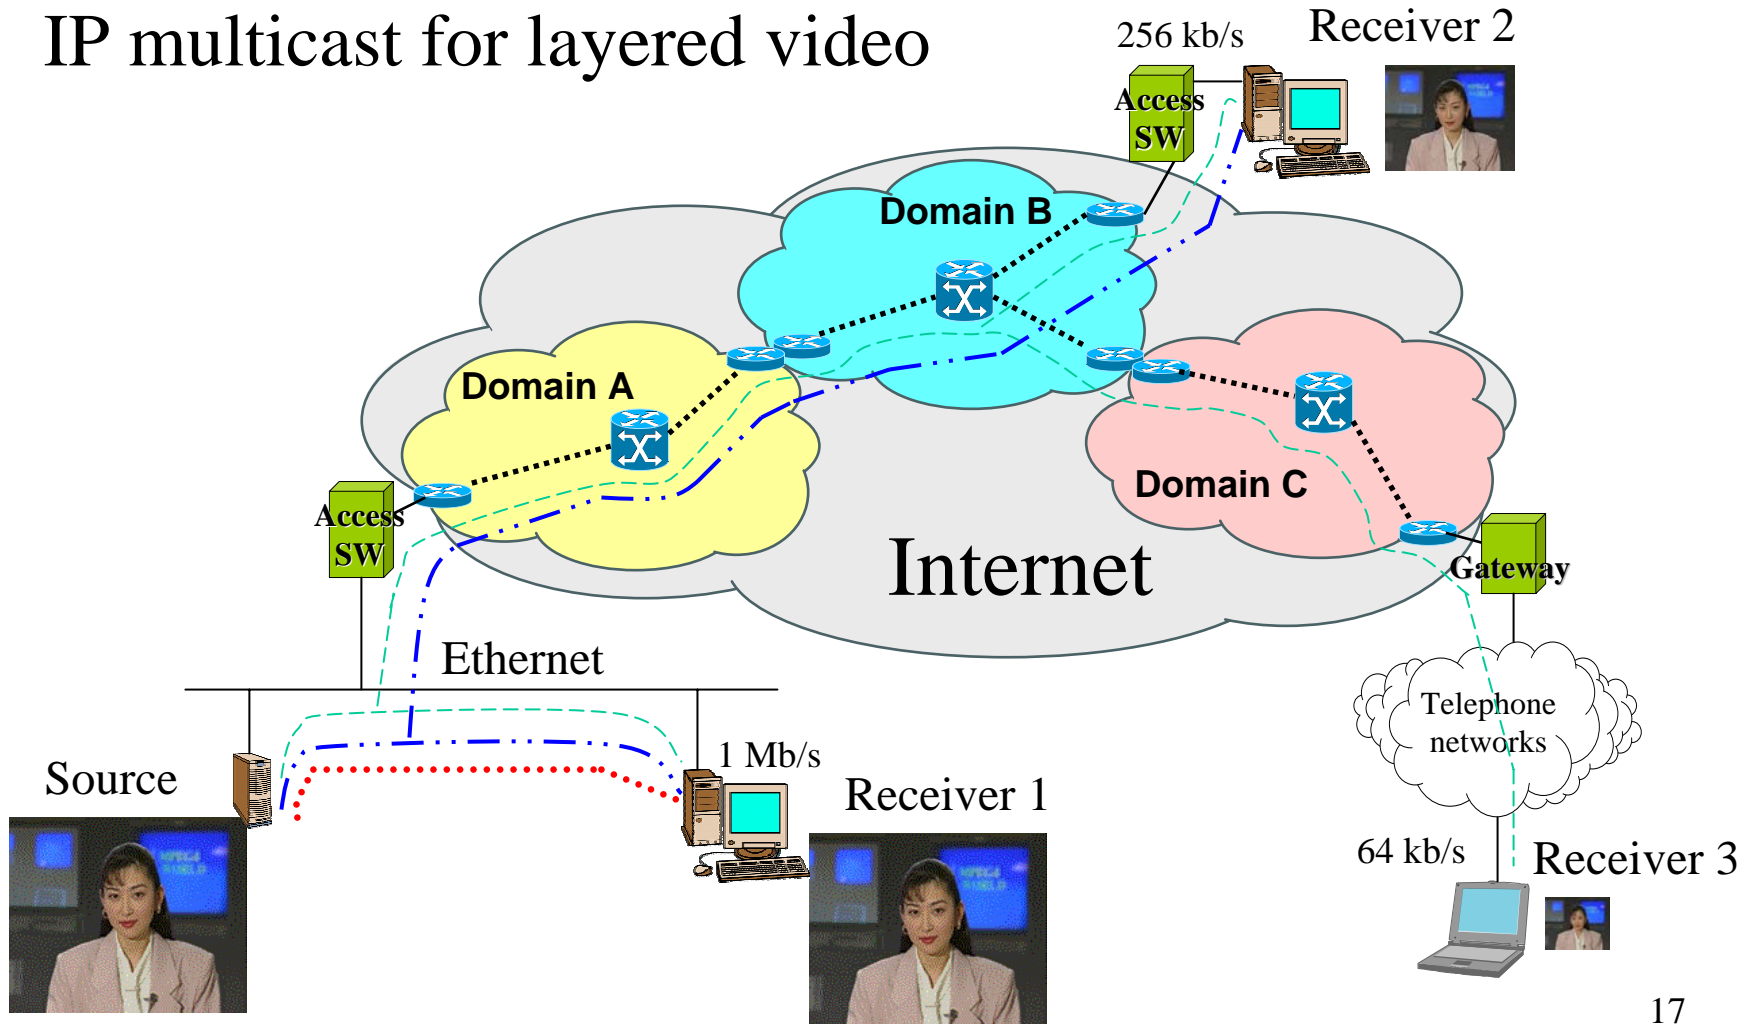 IP multicast for layered video
256 kb/s
Receiver 2
Access
SW
Domain B
Domain A
Domain C
Access
SW
Internet
Gateway
Ethernet
Telephone
networks
Source
1 Mb/s
Receiver 1
64 kb/s
Receiver 3
17